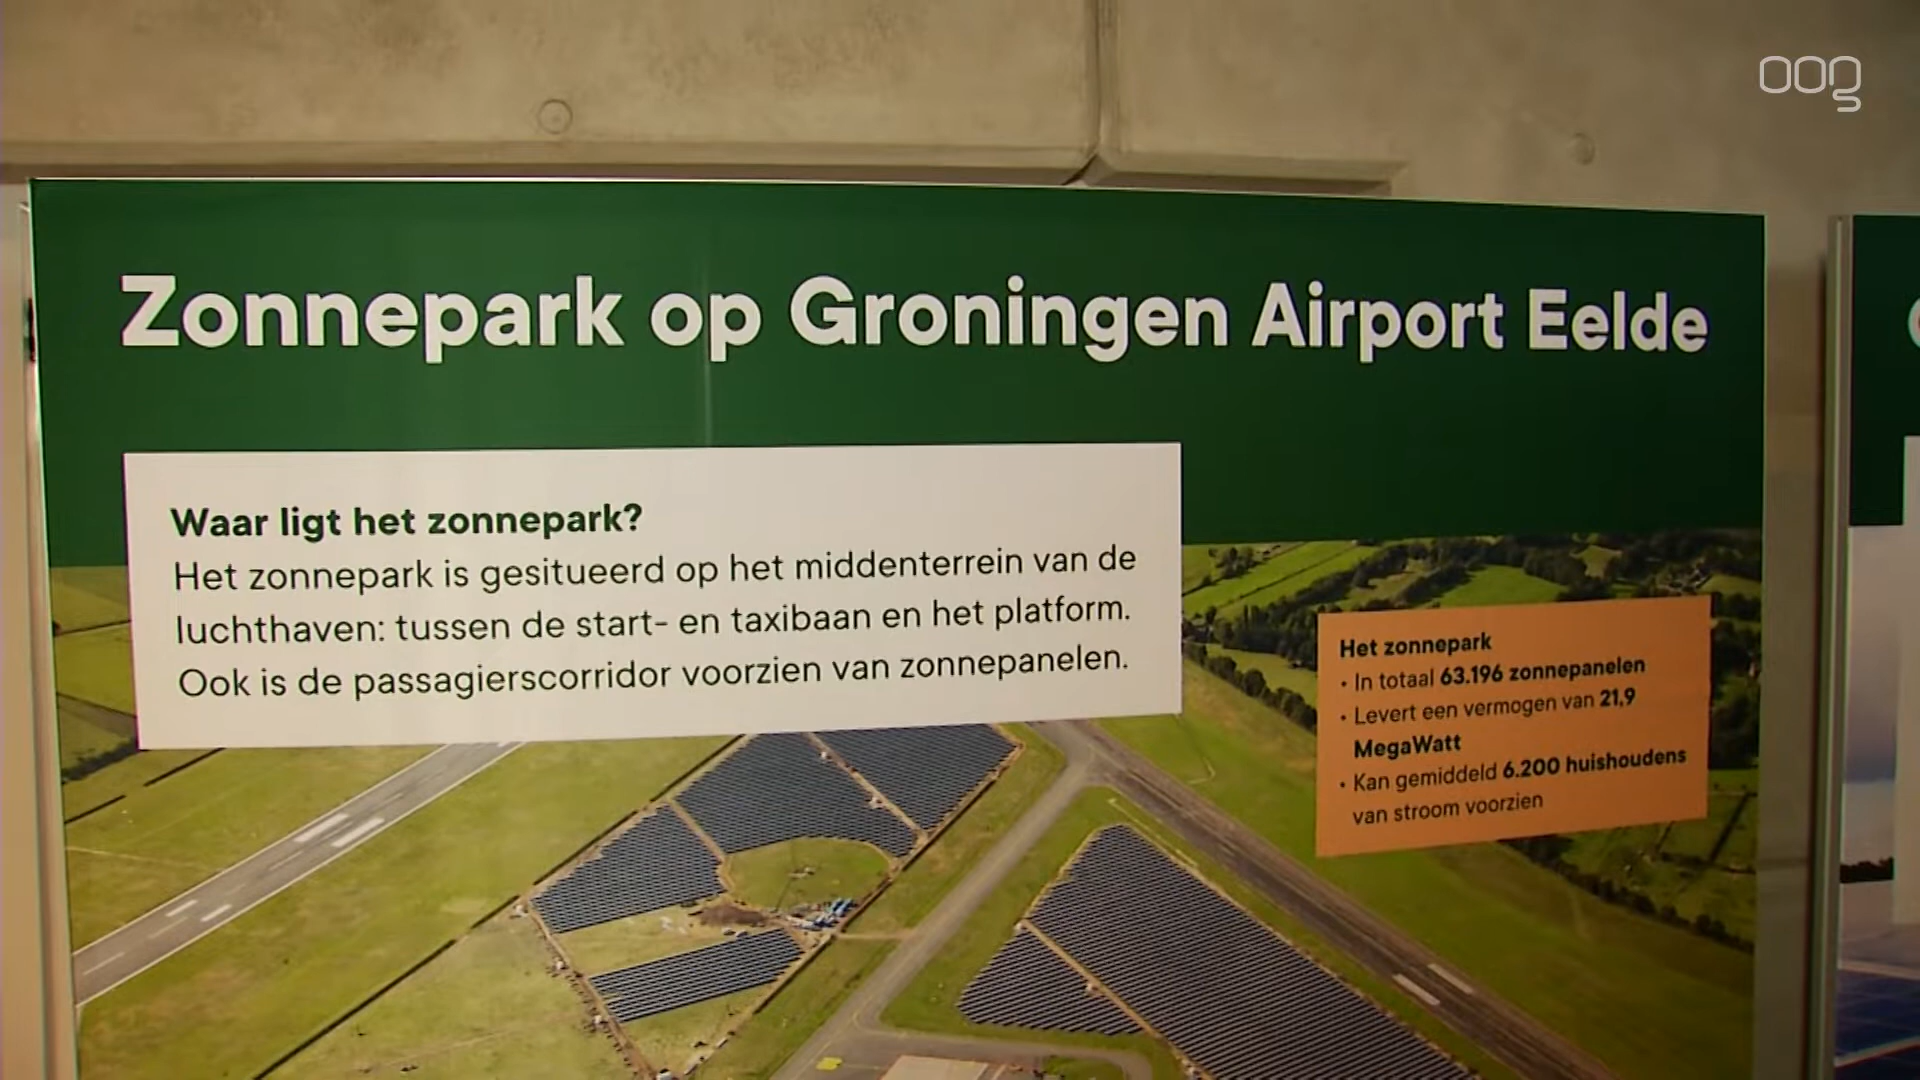 oog
Zonnepark op Groningen Airport Eelde
Waar ligt het zonnepark?
Het zonnepark is gesitueerd op het middenterrein van de
luchthaven: tussen de start- en taxibaan en het platform.
Ook is de passagierscorridor voorzien van zonnepanelen.
Het zonnepark
• In totaal 63.196 zonnepanelen
• Levert een vermogen van 21,9
MegaWatt
• Kan gemiddeld 6.200 huishoudens
van stroom voorzien